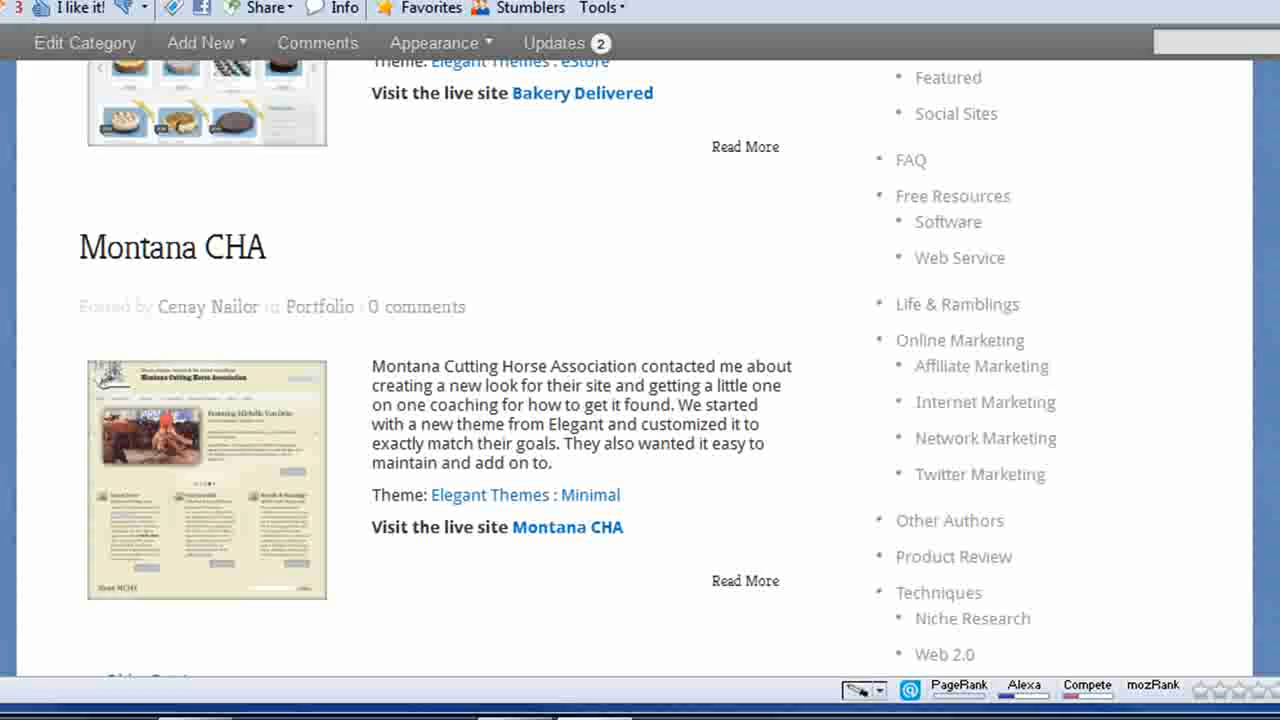 3 I like it! Share Info Favorites Stumblers Tools
Edit Category Add New Comments Appearance Updates 2
Theme: Elegant Themes : eStore
Visit the live site Bakery Delivered
Read More
Montana CHA
Posted by Cenay Nailor in Portfolio | 0 comments
Montana Cutting Horse Association
Montana Cutting Horse Association contacted me about
creating a new look for their site and getting a little one
on one coaching for how to get it found. We started
with a new theme from Elegant and customized it to
exactly match their goals. They also wanted it easy to
maintain and add on to.
Theme: Elegant Themes : Minimal
Visit the live site Montana CHA
Read More
Featured
Social Sites
FAQ
Free Resources
Software
Web Service
Life & Ramblings
Online Marketing
Affiliate Marketing
Internet Marketing
Network Marketing
Twitter Marketing
Other Authors
Product Review
Techniques
Niche Research
Web 2.0
PageRank Alexa Compete mozRank